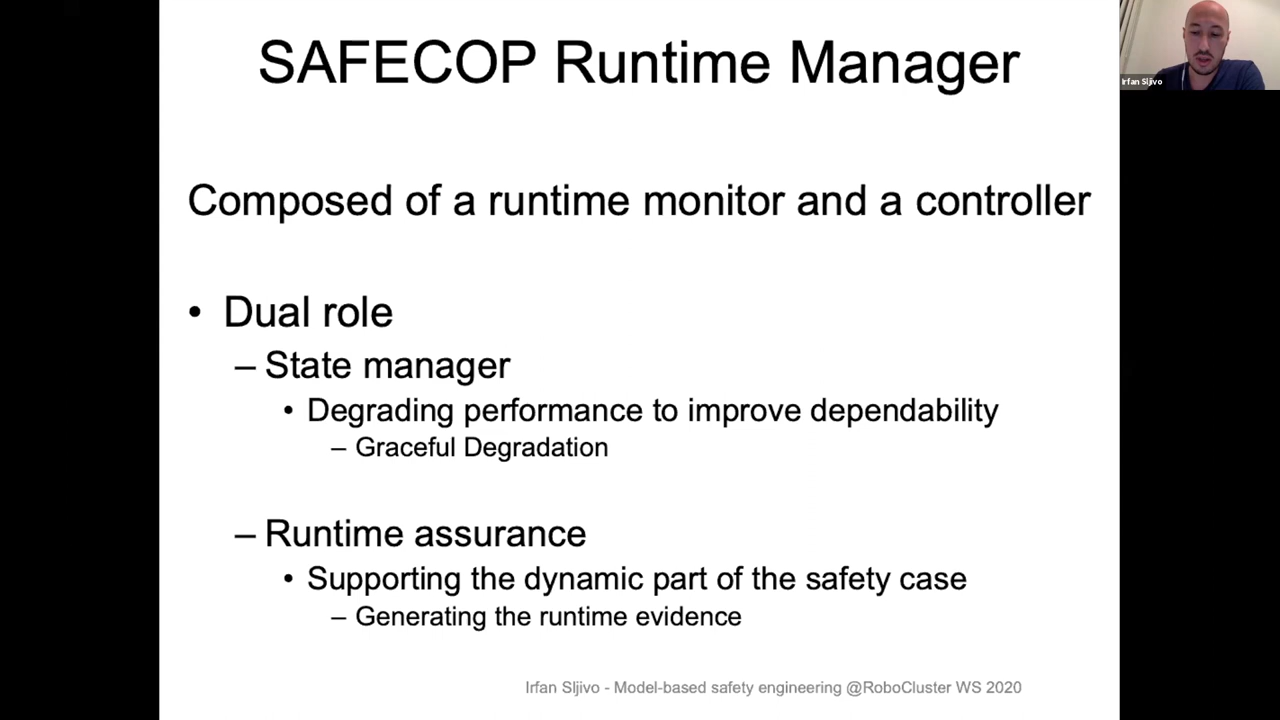 SAFECOP Runtime Manager
Irfan Sljivo
Composed of a runtime monitor and a controller
• Dual role
– State manager
• Degrading performance to improve dependability
– Graceful Degradation
– Runtime assurance
• Supporting the dynamic part of the safety case
– Generating the runtime evidence
Irfan Sljivo - Model-based safety engineering @RoboCluster WS 2020